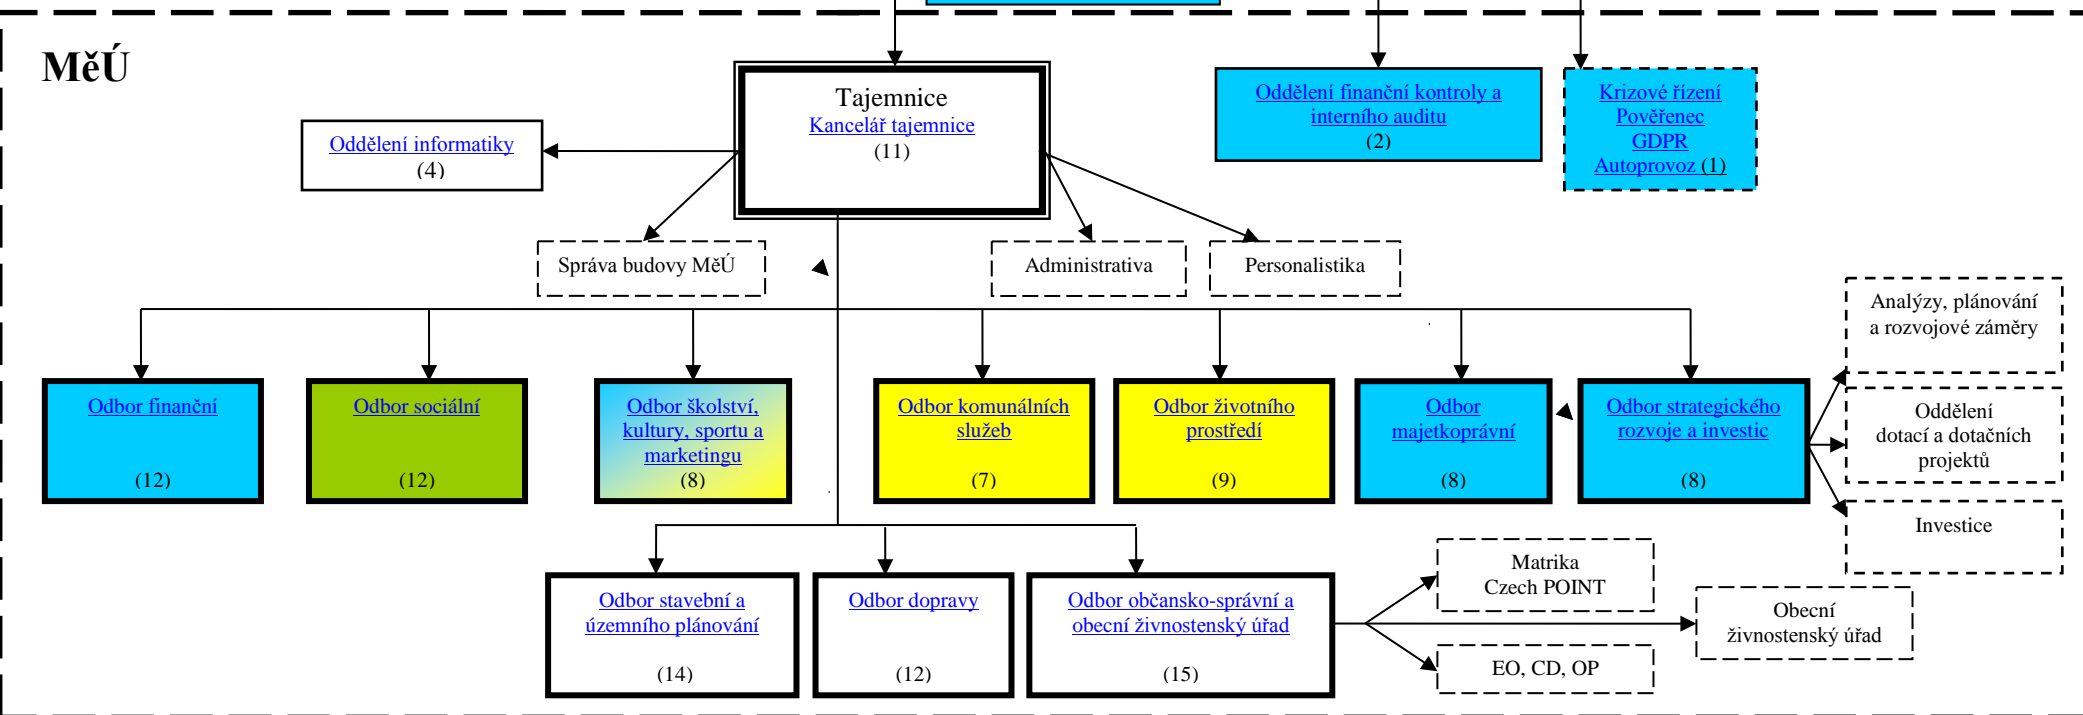 MěÚ
Tajemnice
Kancelář tajemnice
(11)
Oddělení finanční kontroly a
interního auditu
(2)
Krizové řízení
Pověřenec
GDPR
Autoprovoz (1)
Oddělení informatiky
(4)
Správa budovy MěÚ
Administrativa
Personalistika
Analýzy, plánování
a rozvojové záměry
Odbor finanční
(12)
Odbor sociální
(12)
Odbor školství,
kultury, sportu a
marketingu
(8)
Odbor komunálních
služeb
(7)
Odbor životního
prostředí
(9)
Odbor
majetkoprávní
(8)
Odbor strategického
rozvoje a investic
(8)
Oddělení
dotací a dotačních
projektů
Investice
Odbor stavební a
územního plánování
(14)
Odbor dopravy
(12)
Odbor občansko-správní a
obecní živnostenský úřad
(15)
Matrika
Czech POINT
Obecní
živnostenský úřad
EO, CD, OP